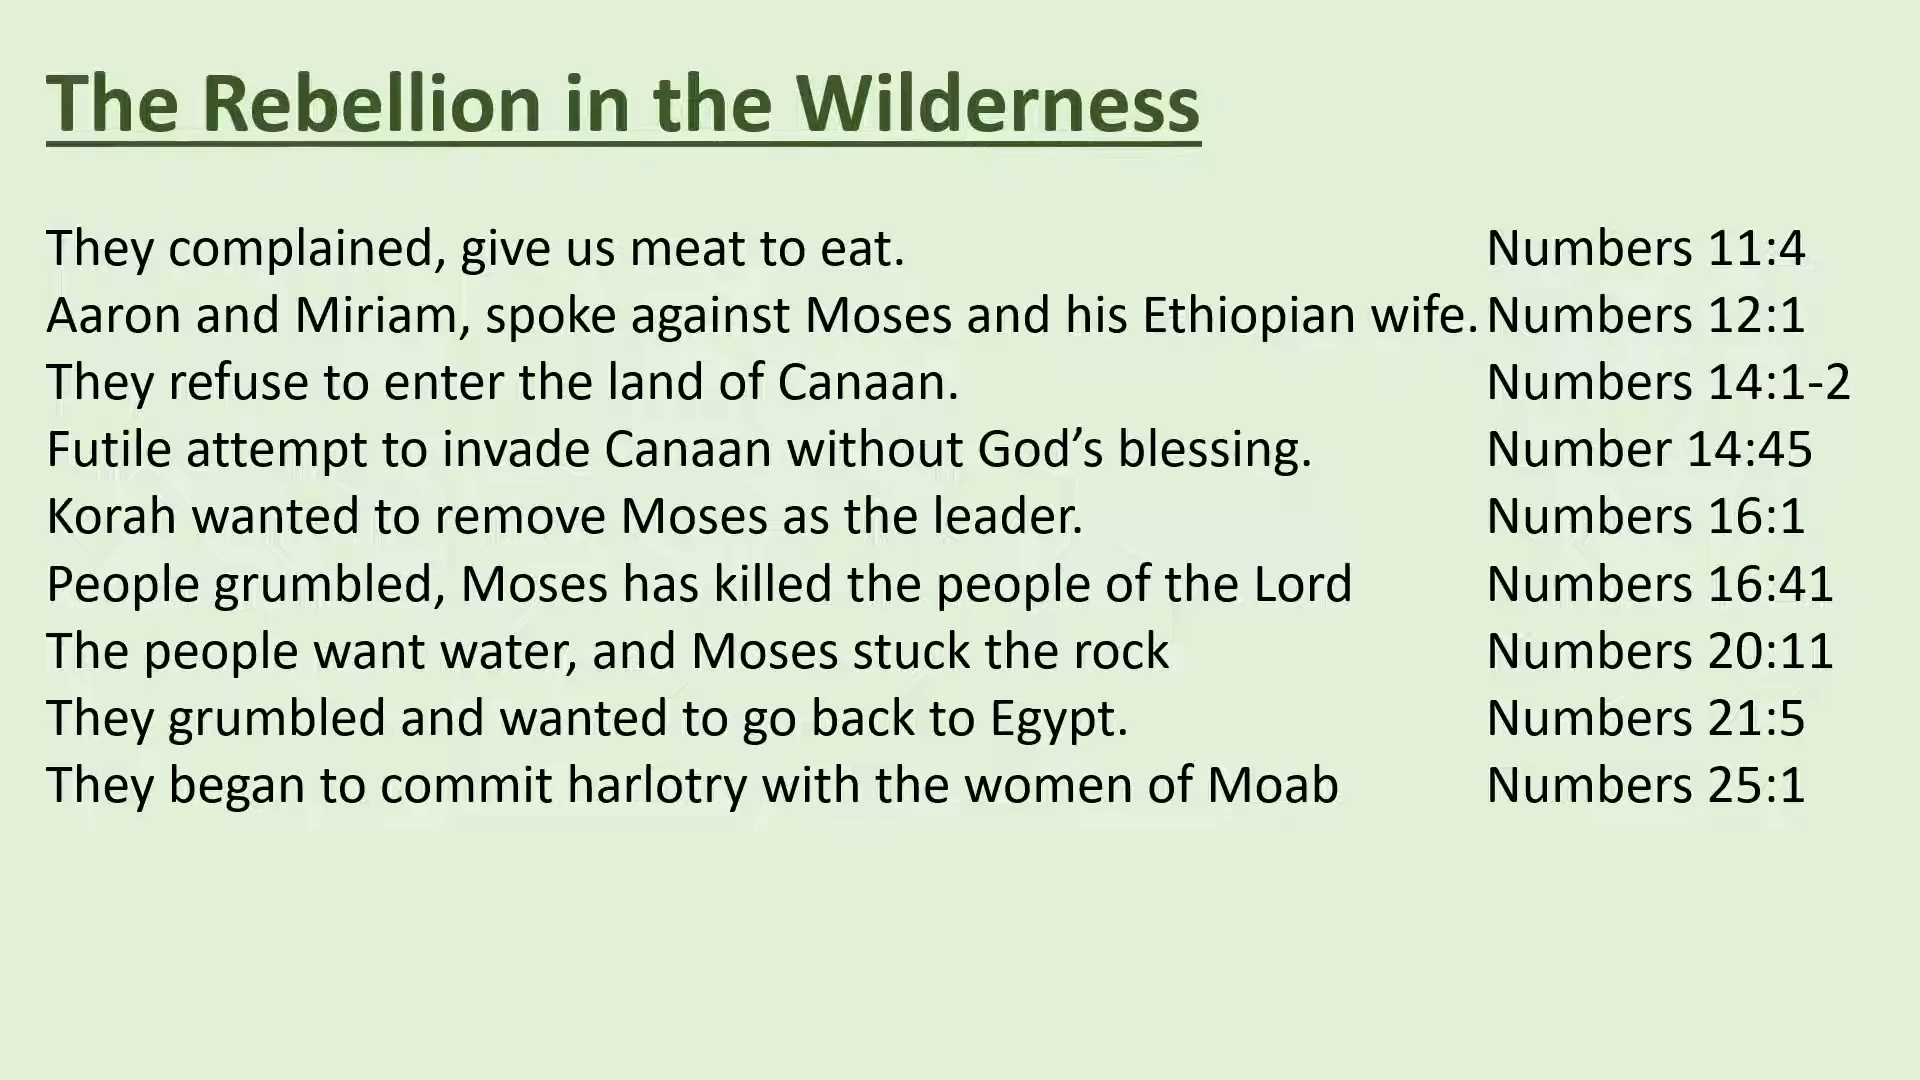 The Rebellion in the Wilderness
They complained, give us meat to eat. Numbers 11:4
Aaron and Miriam, spoke against Moses and his Ethiopian wife. Numbers 12:1
They refuse to enter the land of Canaan. Numbers 14:1-2
Futile attempt to invade Canaan without God’s blessing. Number 14:45
Korah wanted to remove Moses as the leader. Numbers 16:1
People grumbled, Moses has killed the people of the Lord Numbers 16:41
The people want water, and Moses stuck the rock Numbers 20:11
They grumbled and wanted to go back to Egypt. Numbers 21:5
They began to commit harlotry with the women of Moab Numbers 25:1